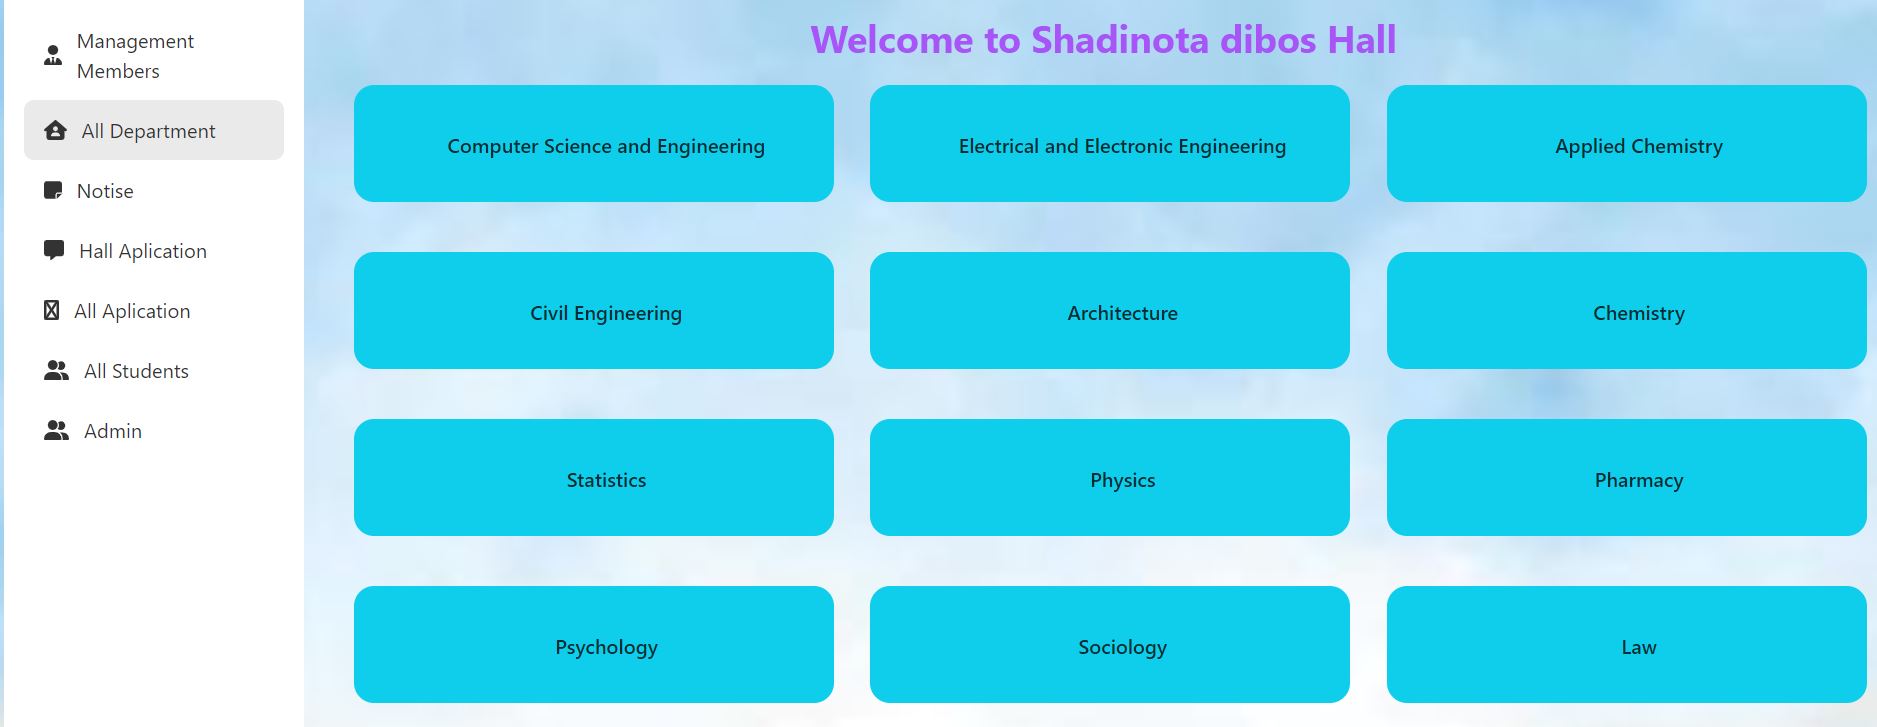 Management
Members
All Department
Notise
Hall Aplication
All Aplication
All Students
Admin
Welcome to Shadinota dibos Hall
Computer Science and Engineering
Electrical and Electronic Engineering
Applied Chemistry
Civil Engineering
Architecture
Chemistry
Statistics
Physics
Pharmacy
Psychology
Sociology
Law